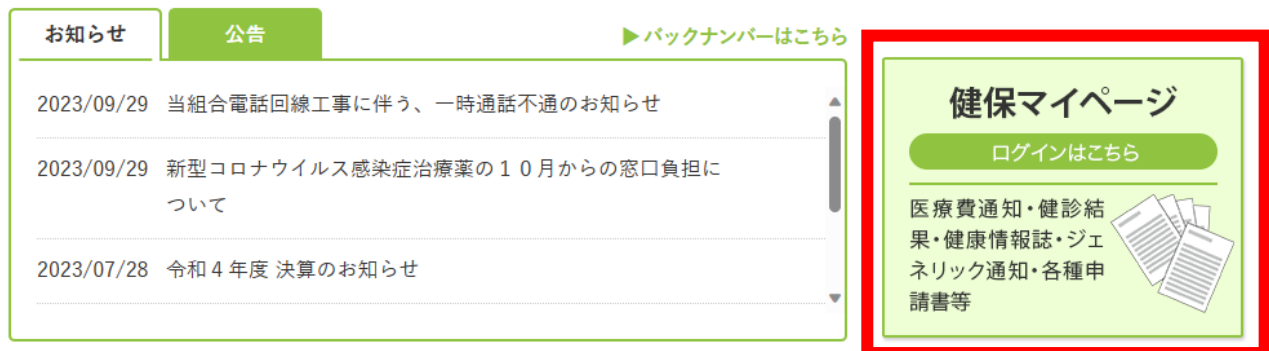 お知らせ
公告
▶バックナンバーはこちら
2023/09/29 当組合電話回線工事に伴う、一時通話不通のお知らせ
2023/09/29 新型コロナウイルス感染症治療薬の１０月からの窓口負担に
ついて
2023/07/28 令和４年度 決算のお知らせ
健保マイページ
ログインはこちら
医療費通知・健診結
果・健康情報誌・ジェ
ネリック通知・各種申
請書等